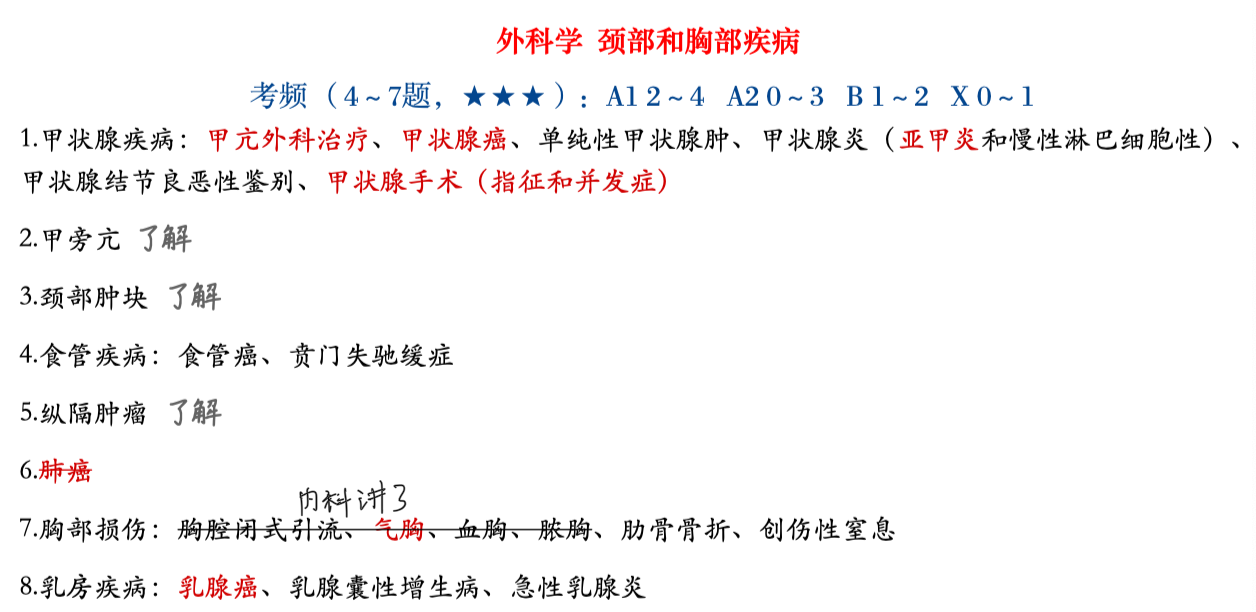 外科学 颈部和胸部疾病
考频（4~7题，★★★）：A1 2~4 A2 0~3 B 1~2 X 0~1
1.甲状腺疾病：甲亢外科治疗、甲状腺癌、单纯性甲状腺肿、甲状腺炎（亚甲炎和慢性淋巴细胞性）、
甲状腺结节良恶性鉴别、甲状腺手术（指征和并发症）
2.甲旁亢 了解
3.颈部肿块 了解
4.食管疾病：食管癌、贲门失驰缓症
5.纵隔肿瘤 了解
6.肺癌
内科讲了
7.胸部损伤：胸腔闭式引流、气胸、血胸、脓胸、肋骨骨折、创伤性窒息
8.乳房疾病：乳腺癌、乳腺囊性增生病、急性乳腺炎